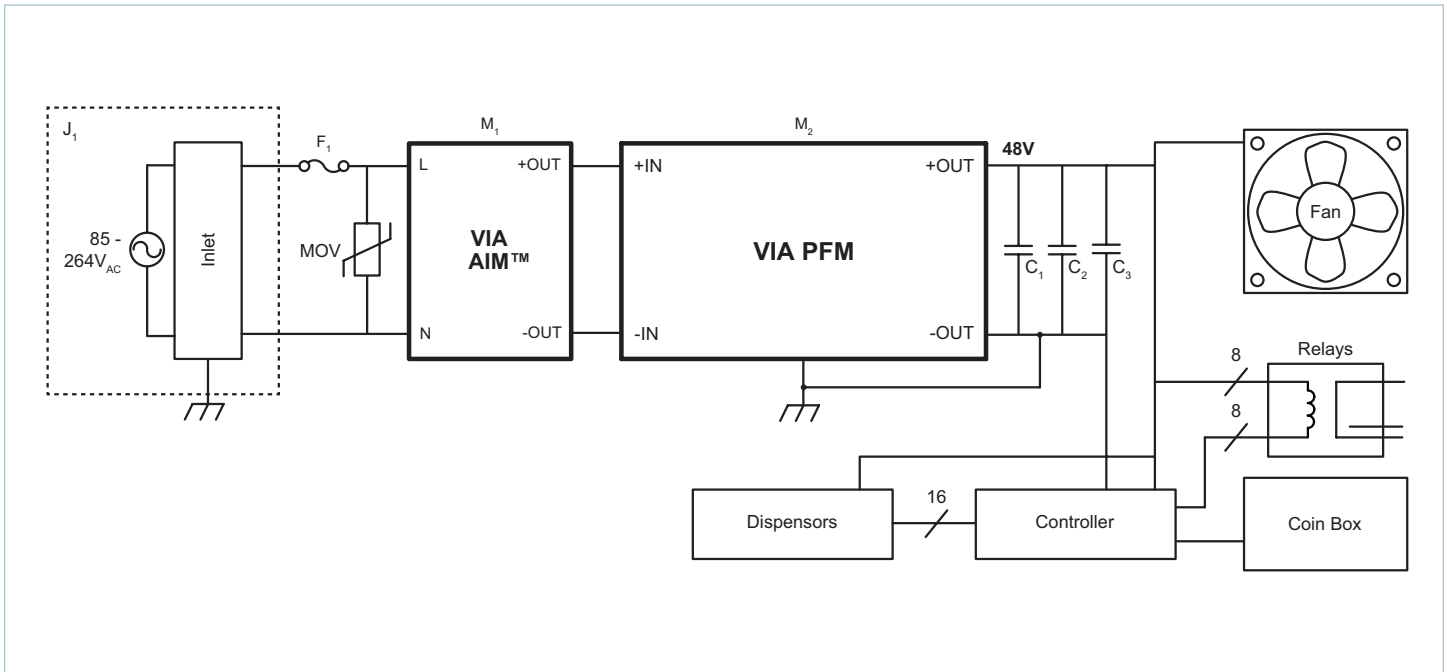 J1
85 -
264VAC
Inlet
F1
MOV
M1
L
+OUT
VIA
AIM™
N
-OUT
M2
+IN
+OUT
VIA PFM
-IN
-OUT
48V
C1
C2
C3
Fan
Relays
8
8
Dispensors
16
Controller
Coin Box